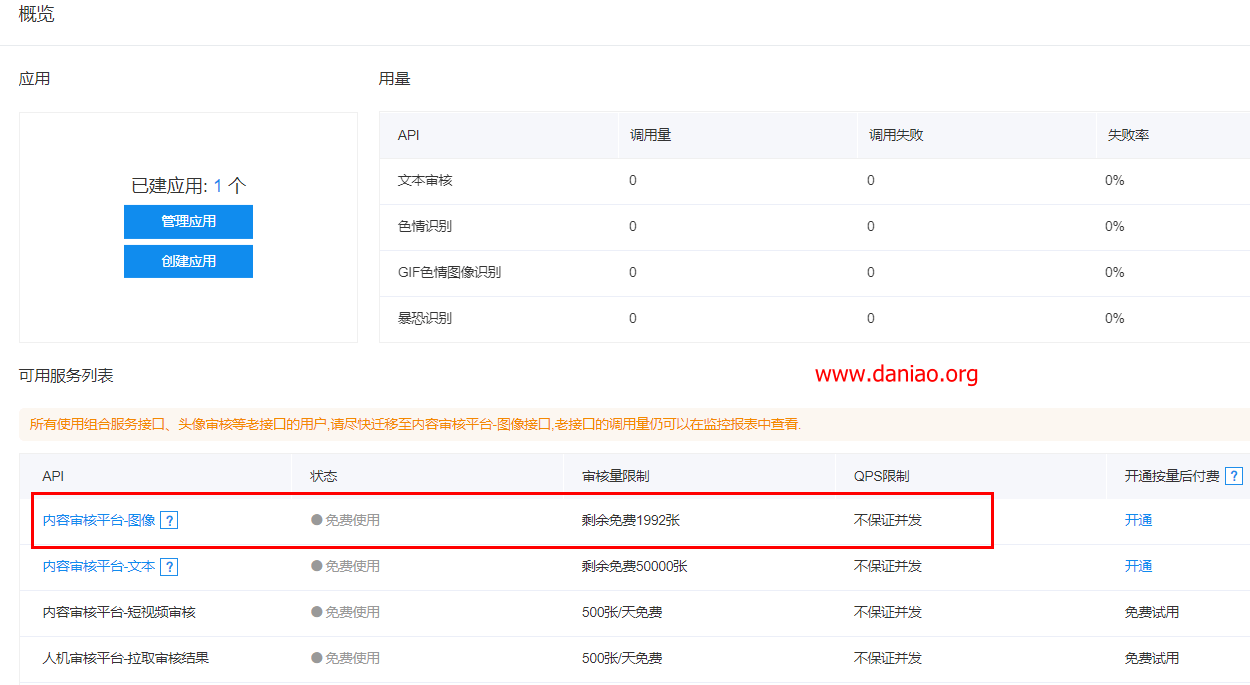 概览
应用
用量
已建应用: 1 个
管理应用
创建应用
API 调用量 调用失败 失败率
文本审核 0 0 0%
色情识别 0 0 0%
GIF色情图像识别 0 0 0%
暴恐识别 0 0 0%
可用服务列表
www.daniao.org
所有使用组合服务接口、头像审核等老接口的用户,请尽快迁移至内容审核平台-图像接口,老接口的调用量仍可以在监控报表中查看.
API 状态 审核量限制 QPS限制 开通按量后付费 ?
内容审核平台-图像 ? 免费使用 剩余免费1992张 不保证并发 开通
内容审核平台-文本 ? 免费使用 剩余免费50000张 不保证并发 开通
内容审核平台-短视频审核 免费使用 500张/天免费 不保证并发 免费试用
人机审核平台-拉取审核结果 免费使用 500张/天免费 不保证并发 免费试用